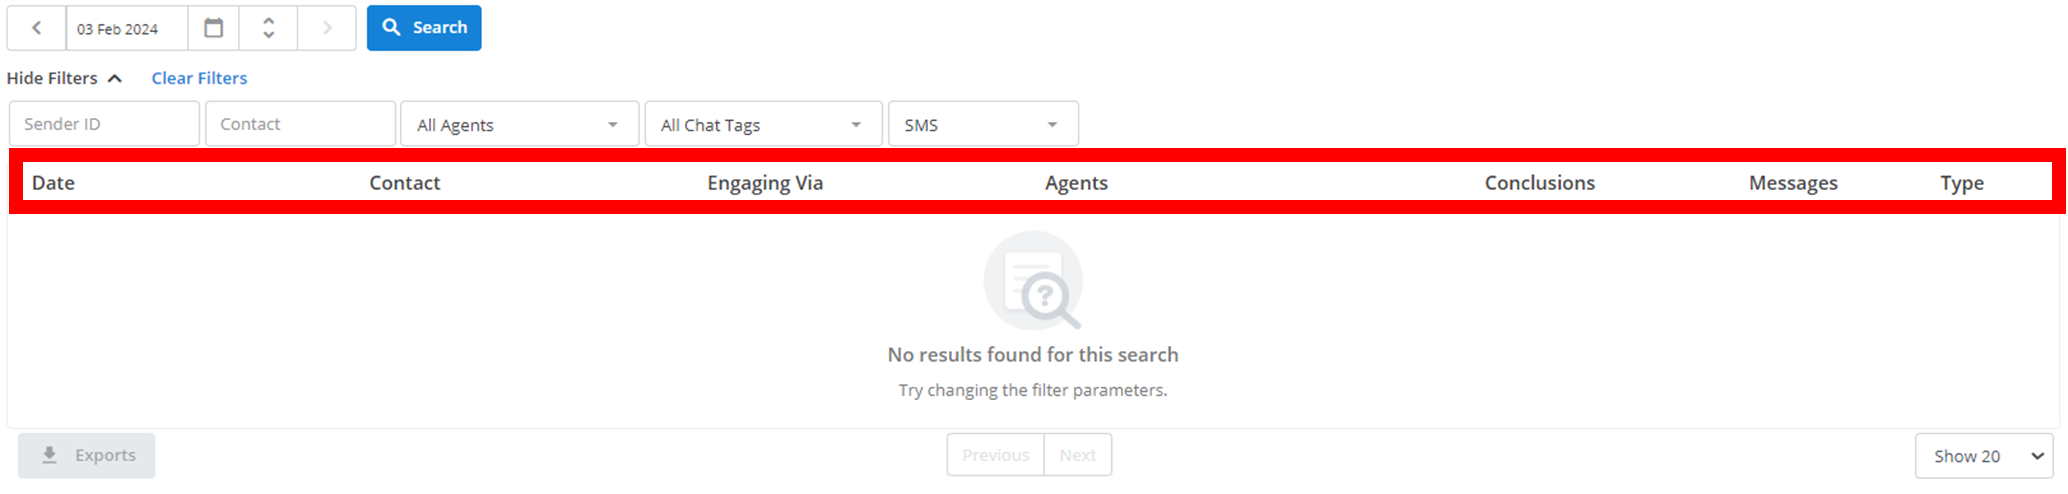 03 Feb 2024 Search
Hide Filters Clear Filters
Sender ID Contact All Agents All Chat Tags SMS
Date Contact Engaging Via Agents Conclusions Messages Type
?
No results found for this search
Try changing the filter parameters.
Exports Previous Next Show 20